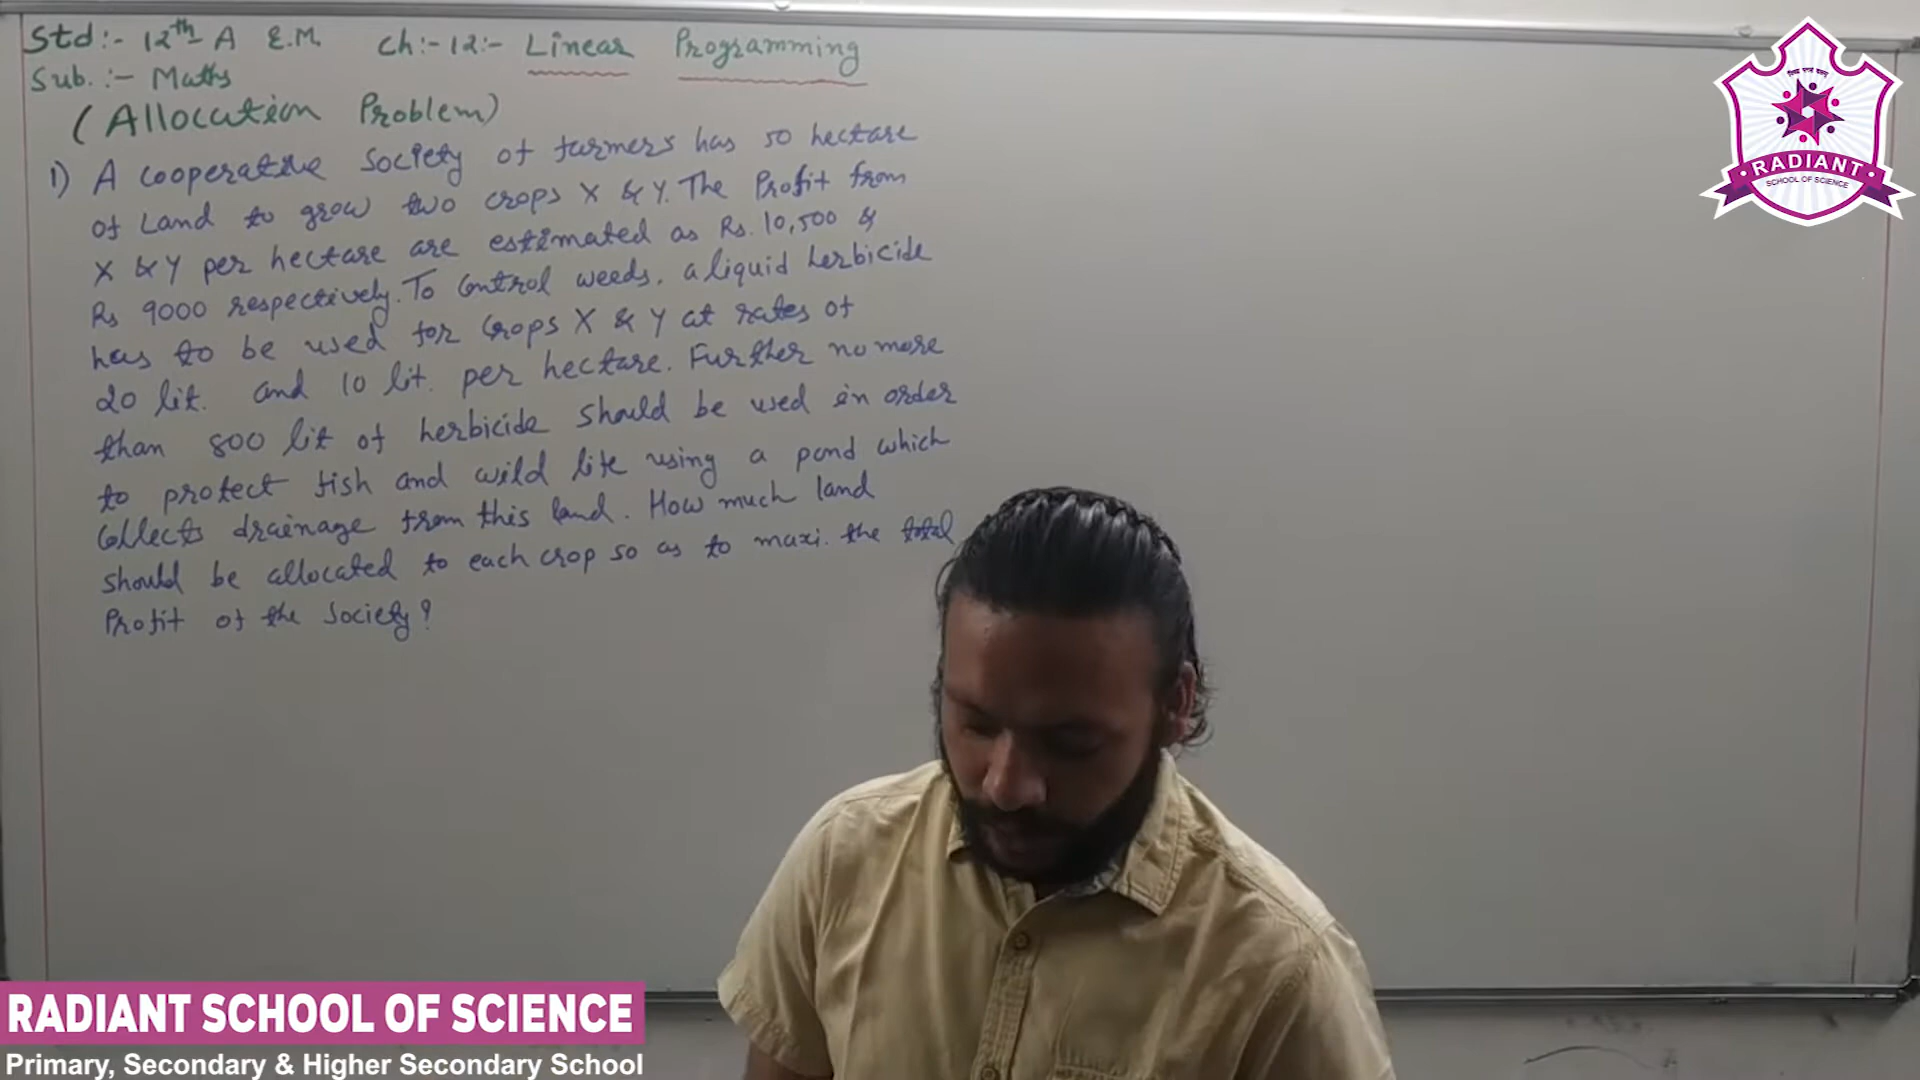 Std:- 12th A E.M. Ch:- 12:- Linear Programming
Sub.:- Maths
(Allocation Problem)
1) A cooperative Society of farmers has 50 hectare
of Land to grow two crops X & Y. The Profit from
X & Y per hectare are estimated as Rs. 10,500 &
Rs 9000 respectively. To Control weeds, a liquid herbicide
has to be used for Crops X & Y at rates of
20 lit. and 10 lit. per hectare. Further no more
than 800 lit of herbicide should be used in order
to protect fish and wild life using a pond which
Collects drainage from this land. How much land
should be allocated to each crop so as to maxi. the total
Profit of the Society?
RADIANT
SCHOOL OF SCIENCE
RADIANT SCHOOL OF SCIENCE
Primary, Secondary & Higher Secondary School